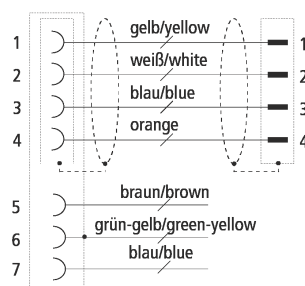 1 gelb/yellow 1
2 weiß/white 2
3 blau/blue 3
4 orange 4
5 braun/brown
6 grün-gelb/green-yellow
7 blau/blue